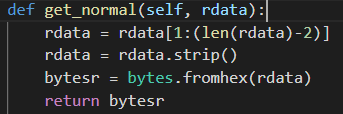 def get_normal(self, rdata):
    rdata = rdata[1:(len(rdata)-2)]
    rdata = rdata.strip()
    bytesr = bytes.fromhex(rdata)
    return bytesr